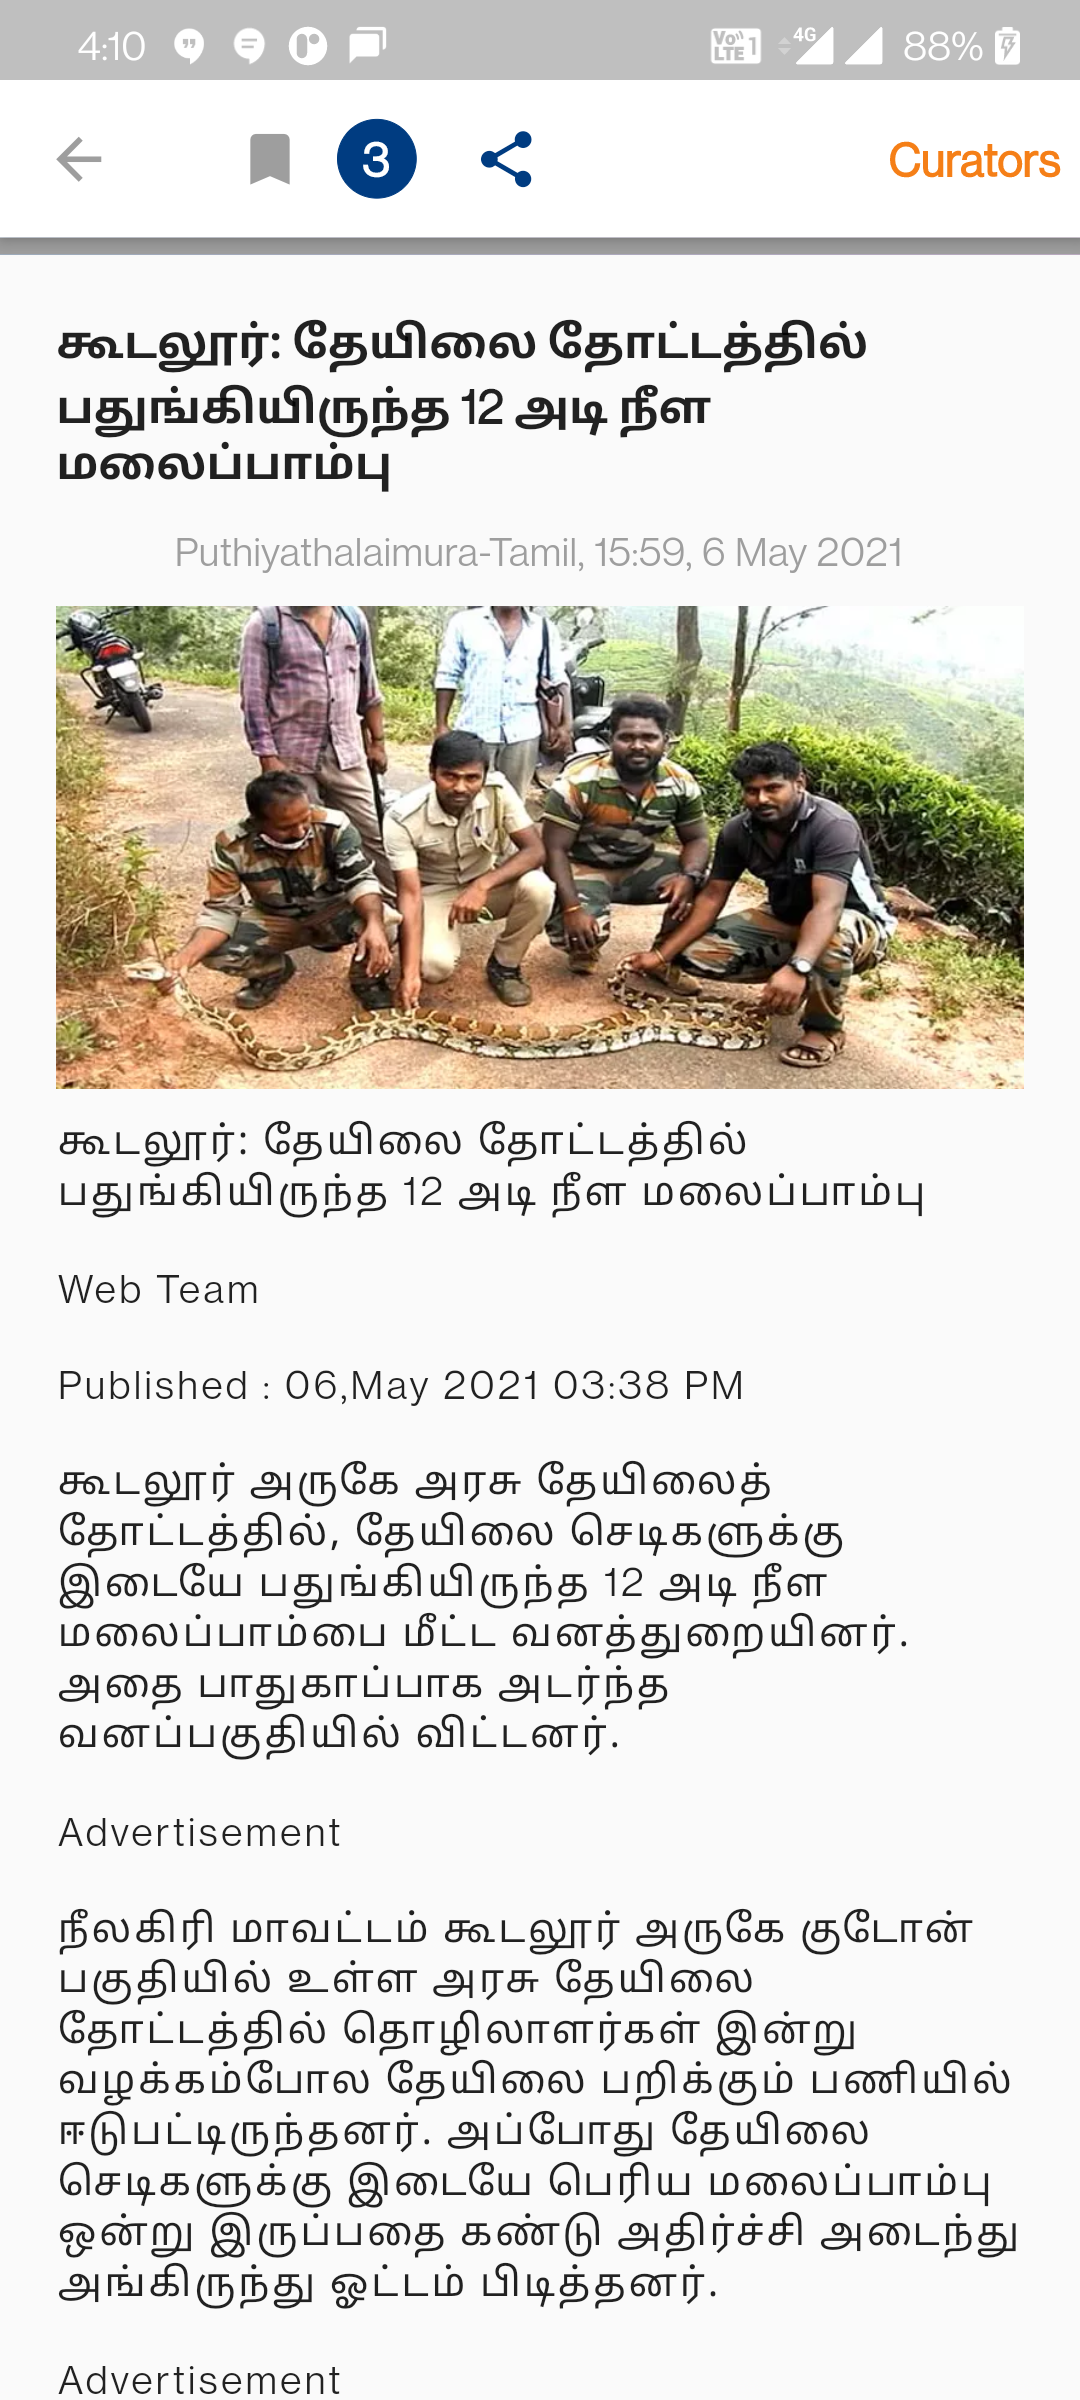 4:10
Vo)) LTE 1 4G 88%
3 Curators
கூடலூர்: தேயிலை தோட்டத்தில்
பதுங்கியிருந்த 12 அடி நீள
மலைப்பாம்பு
Puthiyathalaimura-Tamil, 15:59, 6 May 2021
கூடலூர்: தேயிலை தோட்டத்தில்
பதுங்கியிருந்த 12 அடி நீள மலைப்பாம்பு
Web Team
Published : 06,May 2021 03:38 PM
கூடலூர் அருகே அரசு தேயிலைத்
தோட்டத்தில், தேயிலை செடிகளுக்கு
இடையே பதுங்கியிருந்த 12 அடி நீள
மலைப்பாம்பை மீட்ட வனத்துறையினர்.
அதை பாதுகாப்பாக அடர்ந்த
வனப்பகுதியில் விட்டனர்.
Advertisement
நீலகிரி மாவட்டம் கூடலூர் அருகே குடோன்
பகுதியில் உள்ள அரசு தேயிலை
தோட்டத்தில் தொழிலாளர்கள் இன்று
வழக்கம்போல தேயிலை பறிக்கும் பணியில்
ஈடுபட்டிருந்தனர். அப்போது தேயிலை
செடிகளுக்கு இடையே பெரிய மலைப்பாம்பு
ஒன்று இருப்பதை கண்டு அதிர்ச்சி அடைந்து
அங்கிருந்து ஓட்டம் பிடித்தனர்.
Advertisement